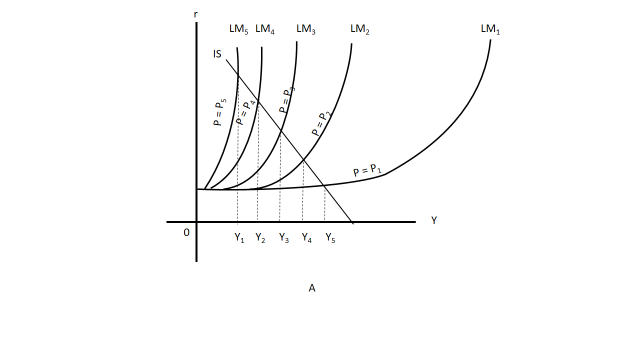 r
LM₅ LM₄ LM₃ LM₂ LM₁
IS
P = P₅
P = P₄
P = P₃
P = P₂
P = P₁
0
Y₁ Y₂ Y₃ Y₄ Y₅
Y
A